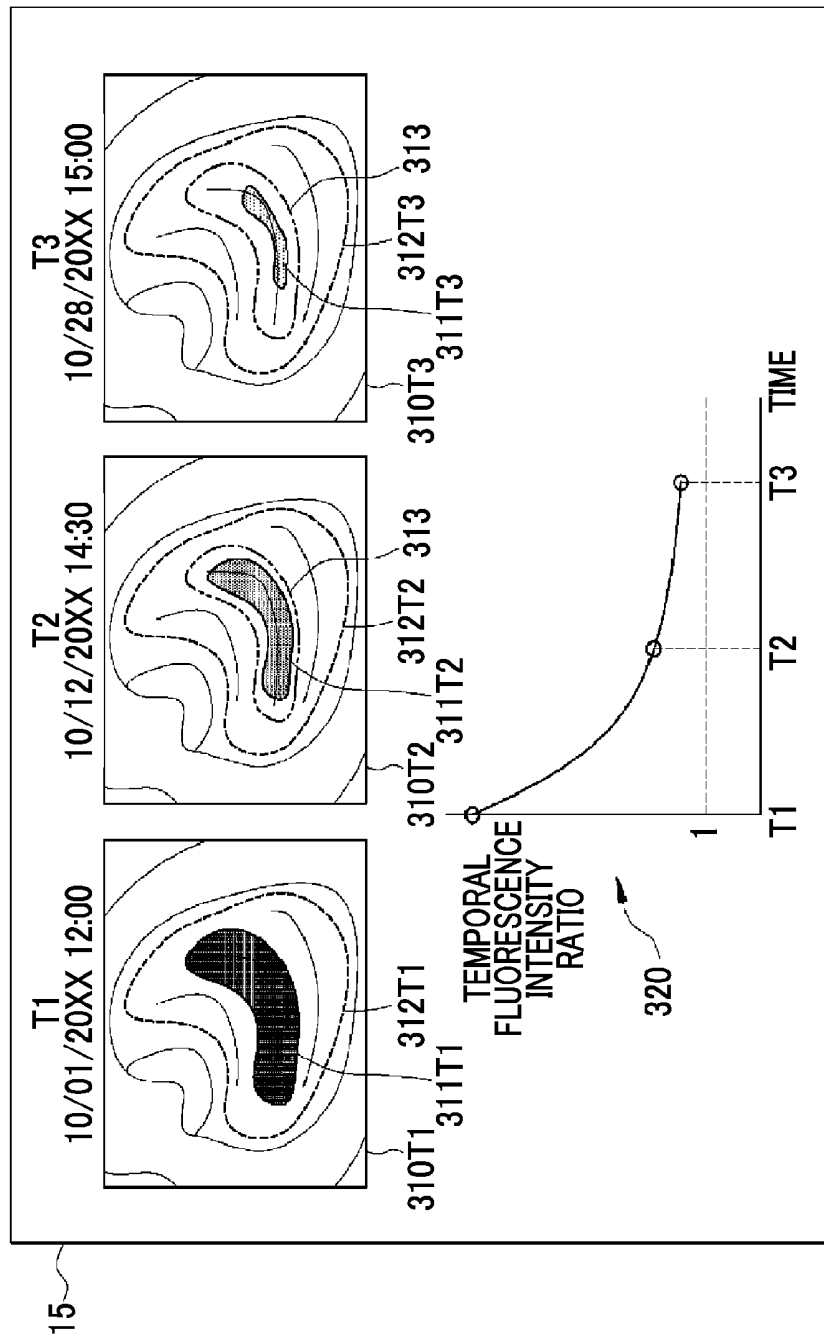 15
T1
10/01/20XX 12:00
T2
10/12/20XX 14:30
T3
10/28/20XX 15:00
310T1
311T1
312T1
310T2
311T2
312T2
313
310T3
311T3
312T3
313
TEMPORAL
FLUORESCENCE
INTENSITY
RATIO
320
1
T1
T2
T3
TIME